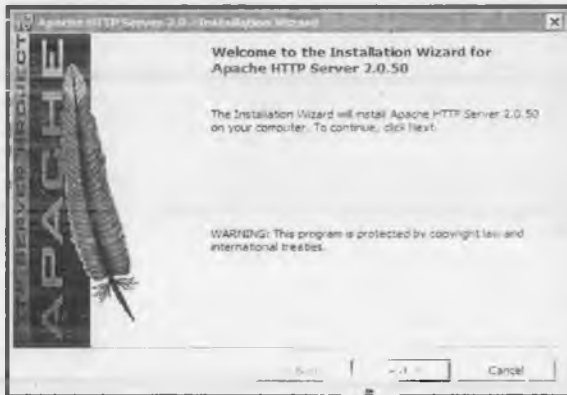 Apache HTTP Server 2.0 - Installation Wizard
Welcome to the Installation Wizard for
Apache HTTP Server 2.0.50
The Installation Wizard will install Apache HTTP Server 2.0.50
on your computer. To continue, click Next.
WARNING: This program is protected by copyright law and
international treaties.
APACHE
Cancel